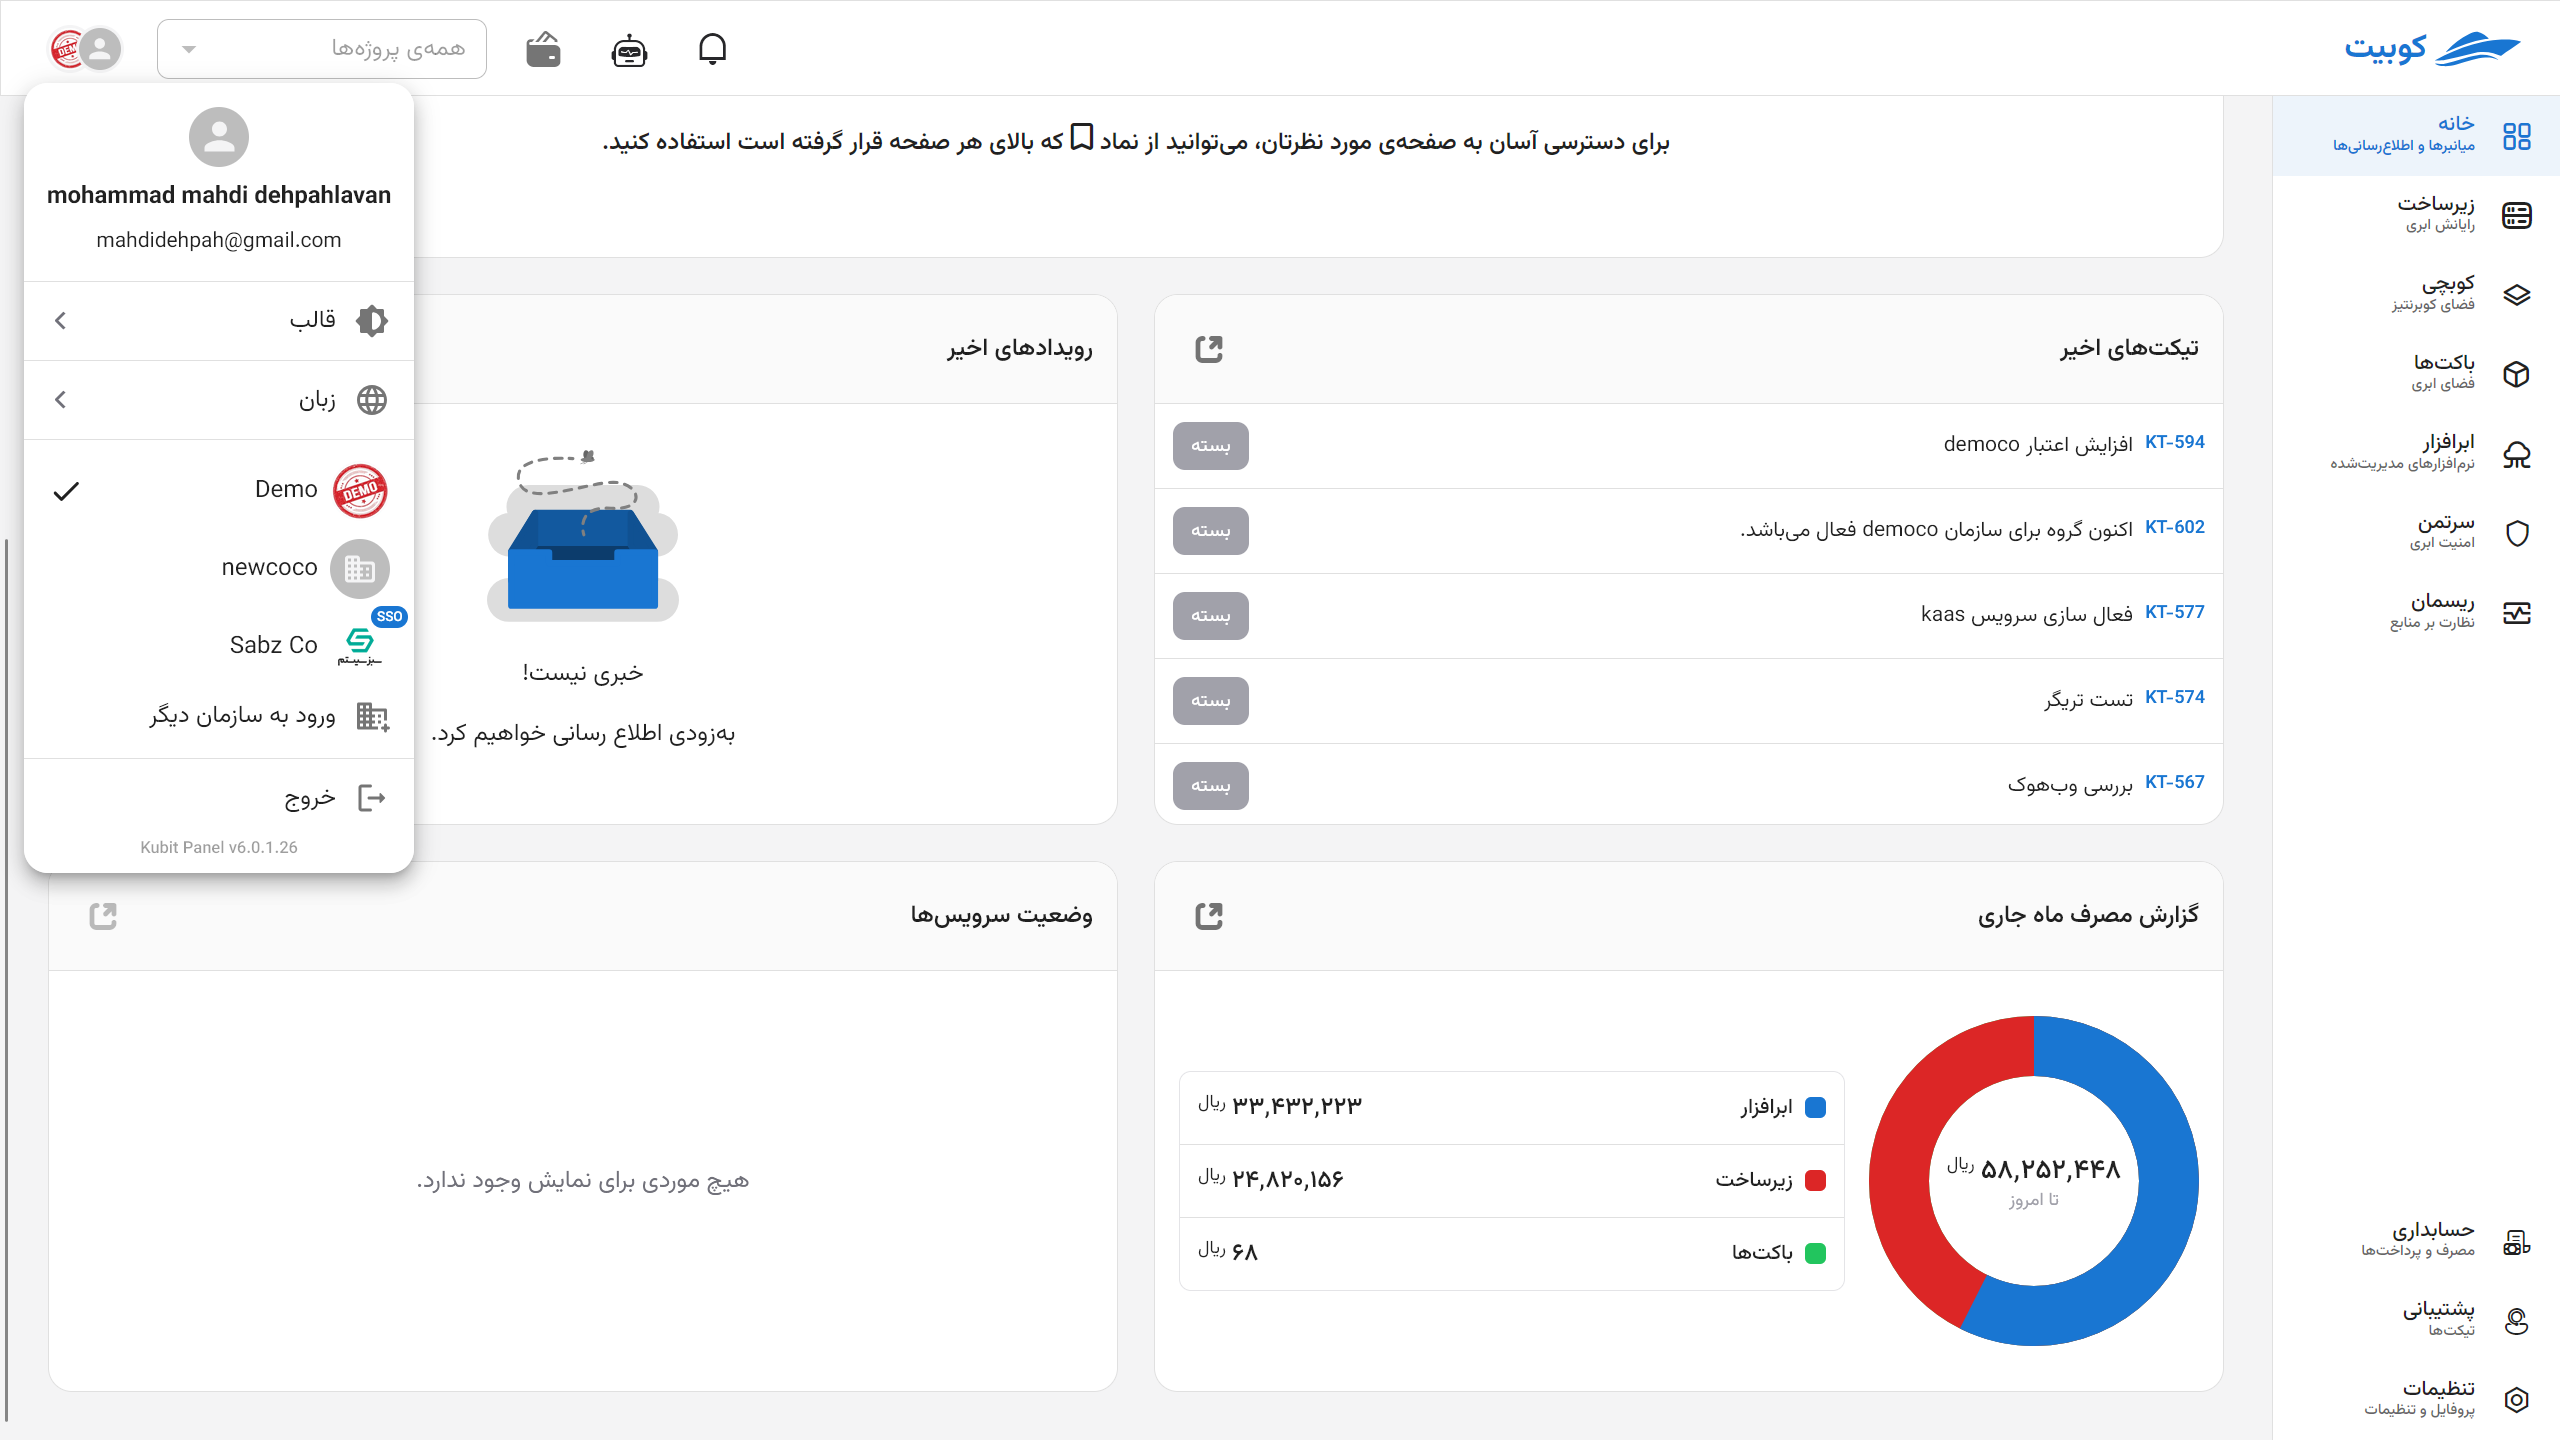 کوبیت
همه‌ی پروژه‌ها
DEMO
خانه
میانبرها و اطلاع‌رسانی‌ها
زیرساخت
رایانش ابری
کوبچی
فضای کوبرنتیز
باکت‌ها
فضای ابری
ابرافزار
نرم‌افزارهای مدیریت‌شده
سرتمن
امنیت ابری
ریسمان
نظارت بر منابع
حسابداری
مصرف و پرداخت‌ها
پشتیبانی
تیکت‌ها
تنظیمات
پروفایل و تنظیمات
برای دسترسی آسان به صفحه‌ی مورد نظرتان، می‌توانید از نماد که بالای هر صفحه قرار گرفته است استفاده کنید.
تیکت‌های اخیر
KT-594 افزایش اعتبار democo بسته
KT-602 اکنون گروه برای سازمان democo فعال می‌باشد. بسته
KT-577 فعال سازی سرویس kaas بسته
KT-574 تست تریگر بسته
KT-567 بررسی وب‌هوک بسته
رویدادهای اخیر
خبری نیست!
به‌زودی اطلاع رسانی خواهیم کرد.
گزارش مصرف ماه جاری
۵۸,۲۵۲,۴۴۸ ریال
تا امروز
ابرافزار ۳۳,۴۳۲,۲۲۳ ریال
زیرساخت ۲۴,۸۲۰,۱۵۶ ریال
باکت‌ها ۶۸ ریال
وضعیت سرویس‌ها
هیچ موردی برای نمایش وجود ندارد.
mohammad mahdi dehpahlavan
mahdidehpah@gmail.com
قالب
زبان
DEMO
Demo
newcoco
SSO
Sabz Co
ورود به سازمان دیگر
خروج
Kubit Panel v6.0.1.26